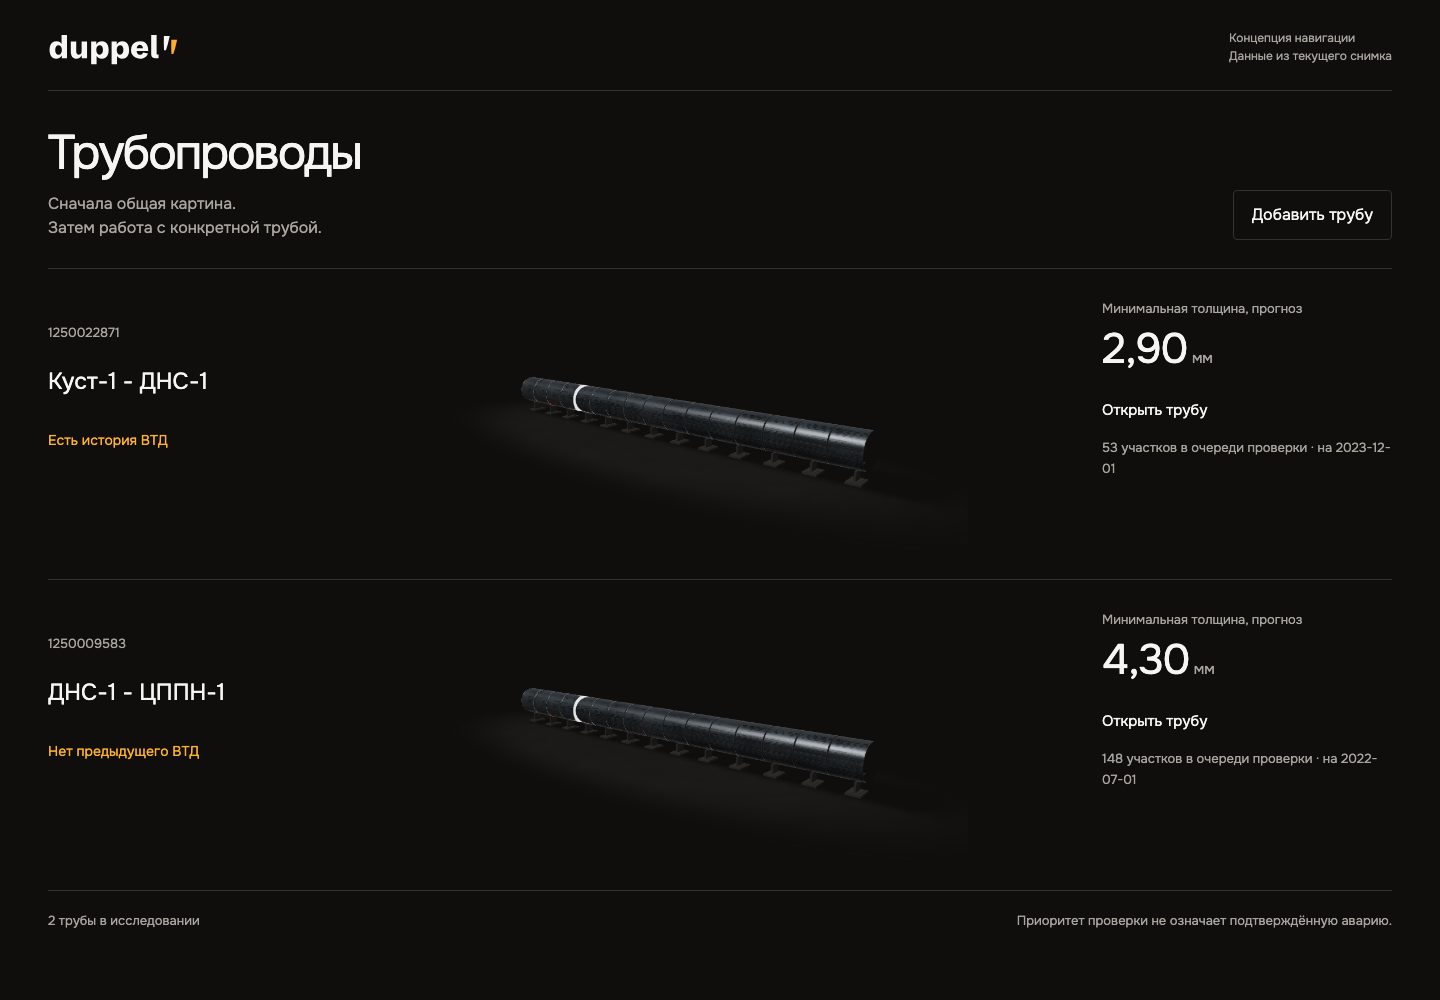 duppel
Концепция навигации
Данные из текущего снимка
Трубопроводы
Сначала общая картина.
Затем работа с конкретной трубой.
Добавить трубу
1250022871
Куст-1 - ДНС-1
Есть история ВТД
Минимальная толщина, прогноз
2,90 мм
Открыть трубу
53 участков в очереди проверки · на 2023-12-
01
1250009583
ДНС-1 - ЦППН-1
Нет предыдущего ВТД
Минимальная толщина, прогноз
4,30 мм
Открыть трубу
148 участков в очереди проверки · на 2022-
07-01
2 трубы в исследовании
Приоритет проверки не означает подтверждённую аварию.